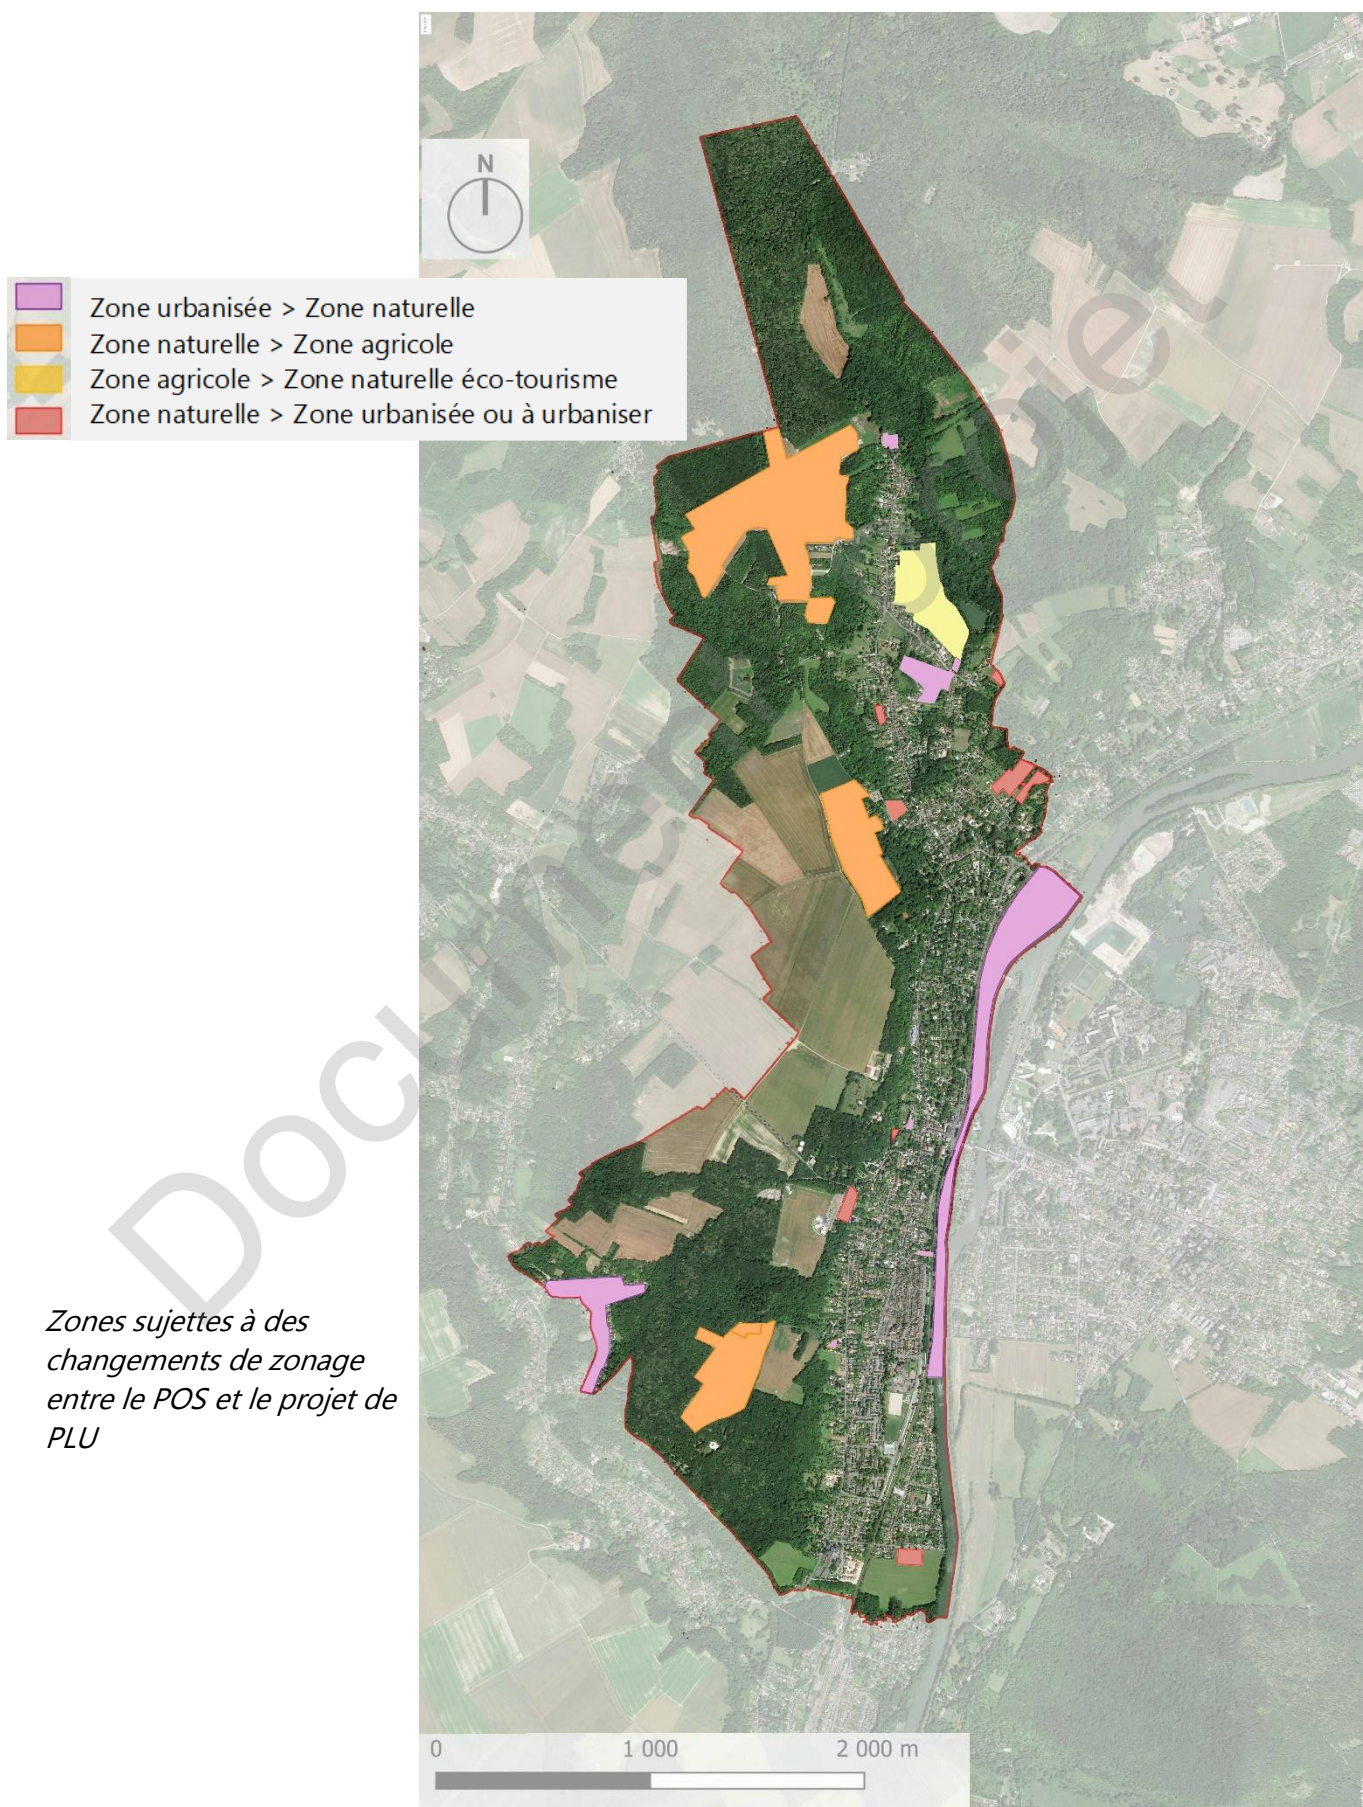 N
Zone urbanisée > Zone naturelle
Zone naturelle > Zone agricole
Zone agricole > Zone naturelle éco-tourisme
Zone naturelle > Zone urbanisée ou à urbaniser
Zones sujettes à des
changements de zonage
entre le POS et le projet de
PLU
0 1 000 2 000 m